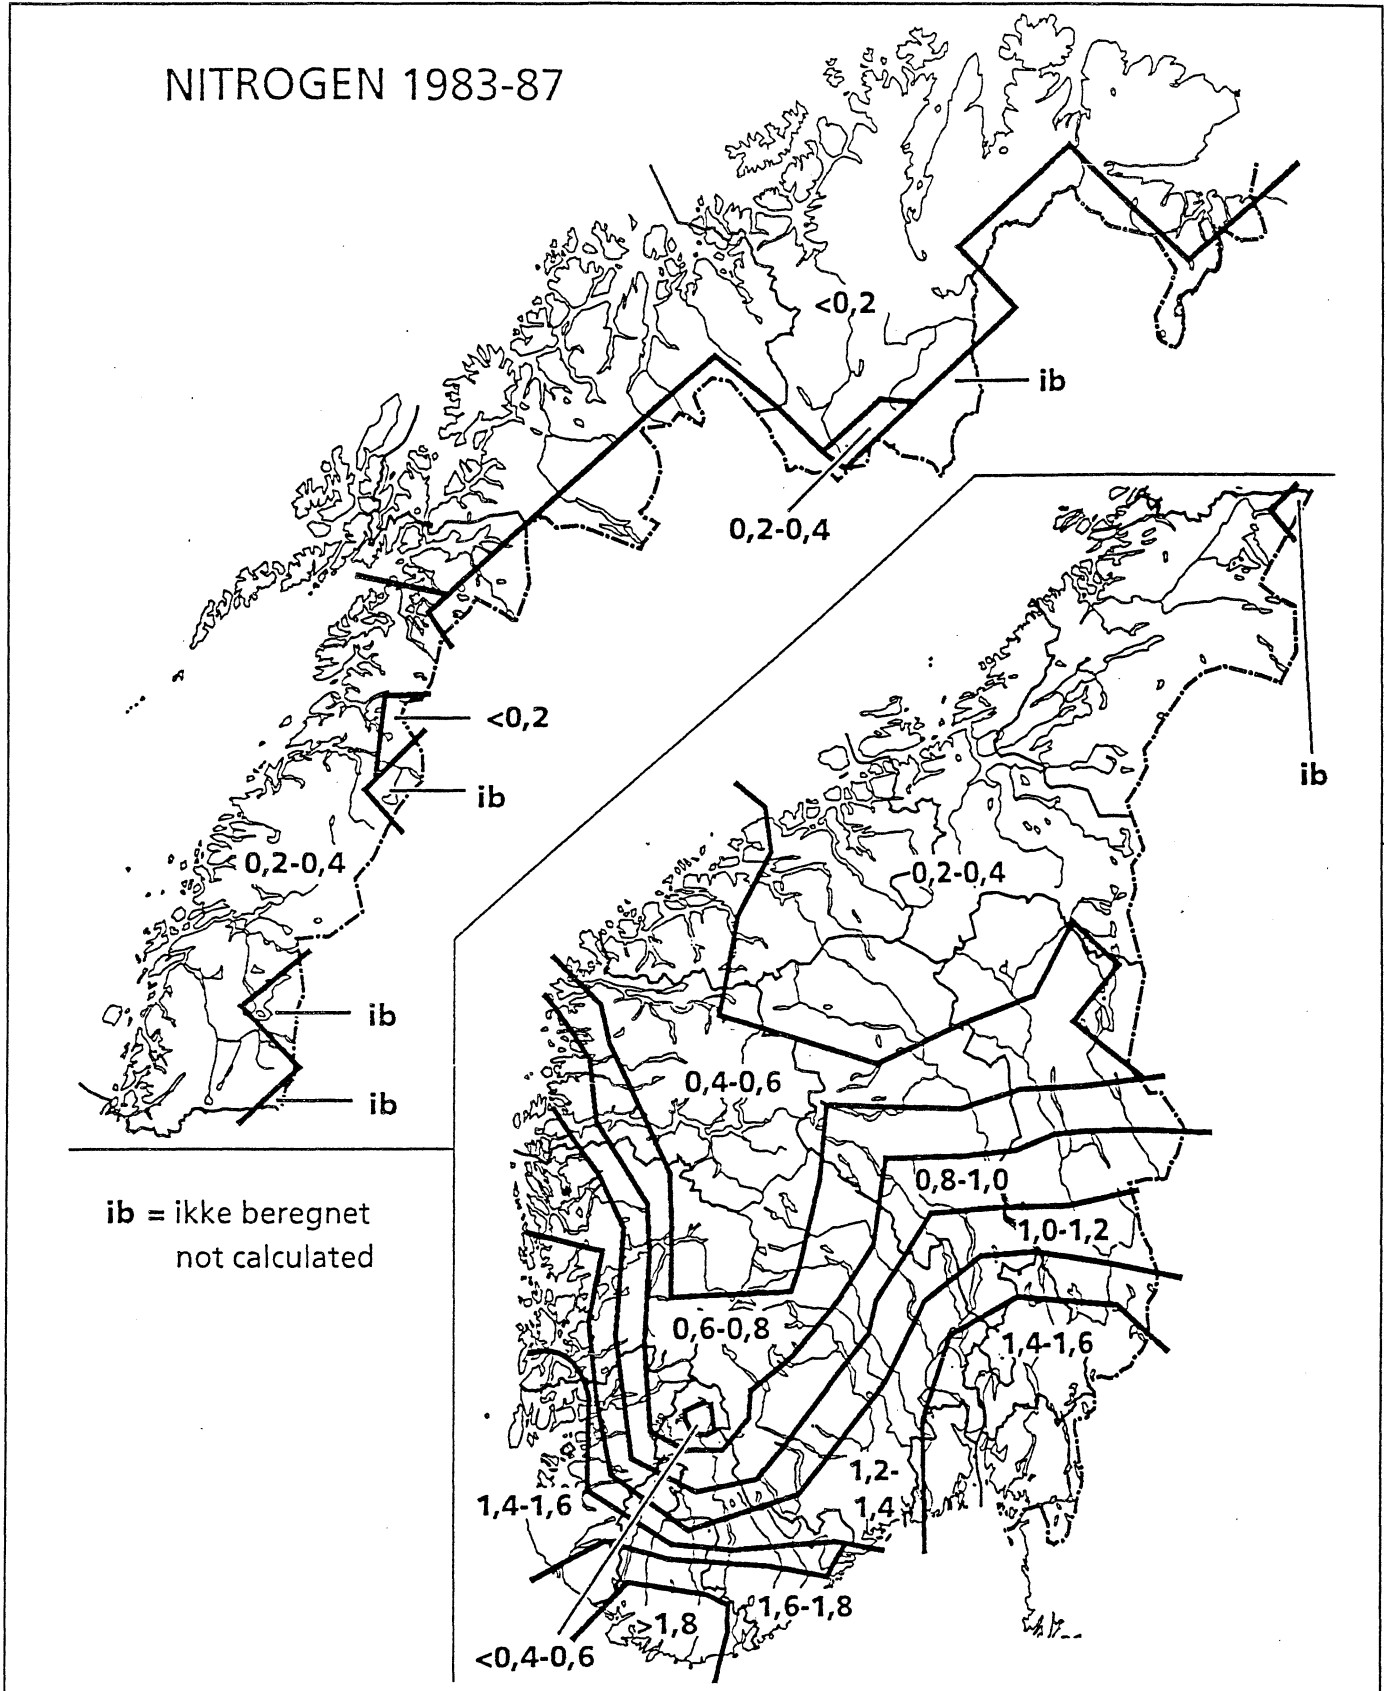 NITROGEN 1983-87
<0,2
ib
0,2-0,4
<0,2
ib
ib
0,2-0,4
0,2-0,4
ib
ib
0,4-0,6
0,8-1,0
ib = ikke beregnet
not calculated
1,0-1,2
0,6-0,8
1,4-1,6
1,2-
1,4
1,4-1,6
1,6-1,8
>1,8
<0,4-0,6